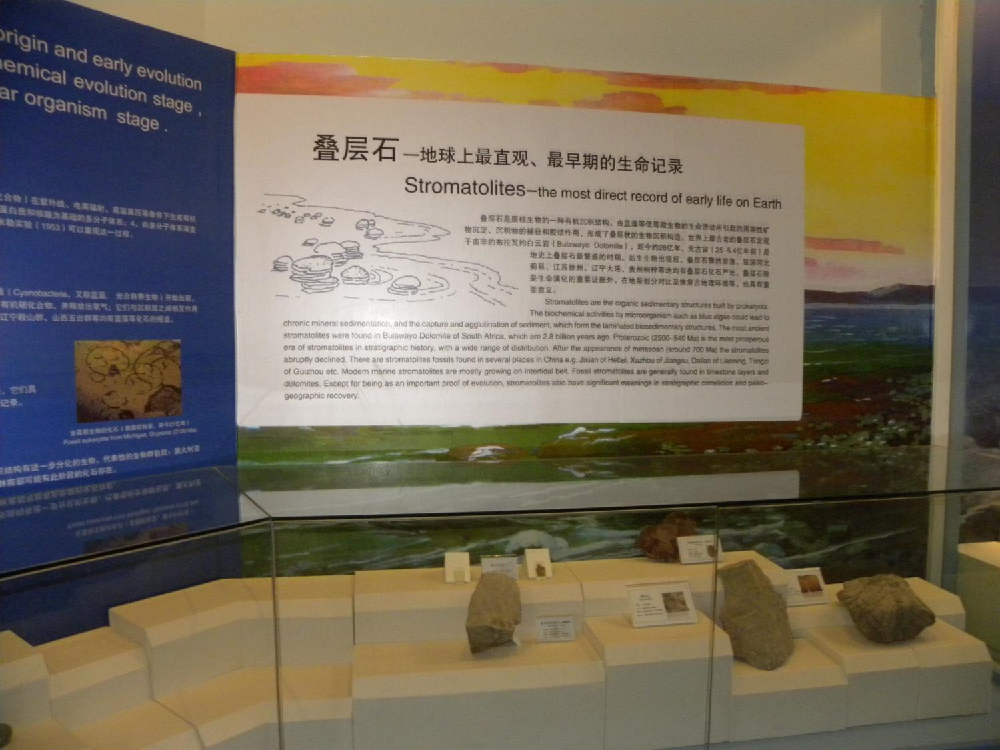 origin and early evolution
hemical evolution stage ,
ar organism stage .
合物）在紫外线、电离辐射、高温高压等条件下生成有机
蛋白质和核酸为基础的多分子体系；4、由多分子体系演变
米勒实验（1953）可以重现这一过程。
（Cyanobacteria，又称蓝藻，光合自养生物）开始出现，
有机碳化合物，并释放出氧气；它们与沉积层之间相互作用
辽宁鞍山群、山西五台群等均有蓝藻等化石的报道。
，它们具
记录。
含真核生物的化石（美国密执安，距今21亿年）
Fossil eukaryote from Michigan, Grypania (2100 Ma)
结构有进一步分化的生物。代表性的生物群包括：澳大利亚
林南部可能有此阶段的化石存在。
叠层石—地球上最直观、最早期的生命记录
Stromatolites—the most direct record of early life on Earth
叠层石是原核生物的一种有机沉积结构。由蓝藻等低等微生物的生命活动所引起的周期性矿
物沉淀、沉积物的捕获和胶结作用，形成了叠层状的生物沉积构造。世界上最古老的叠层石发现
于南非的布拉瓦约白云岩（Bulawayo Dolomite），距今约28亿年。元古宙（25-5.4亿年前）是
地史上叠层石最繁盛的时期。后生生物出现后，叠层石骤然衰落。我国河北
蓟县、江苏徐州、辽宁大连、贵州桐梓等地均有叠层石化石产出。叠层石除
是生命演化的重要证据外，在地层划分对比及恢复古地理环境等，也具有重
要意义。
Stromatolites are the organic sedimentary structures built by prokaryota.
The biochemical activities by microorganism such as blue algae could lead to
chronic mineral sedimentation, and the capture and agglutination of sediment, which form the laminated biosedimentary structures. The most ancient
stromatolites were found in Bulawayo Dolomite of South Africa, which are 2.8 billion years ago. Proterozoic (2500–540 Ma) is the most prosperous
era of stromatolites in stratigraphic history, with a wide range of distribution. After the appearance of metazoan (around 700 Ma) the stromatolites
abruptly declined. There are stromatolites fossils found in several places in China e.g. Jixian of Hebei, Xuzhou of Jiangsu, Dalian of Liaoning, Tongzi
of Guizhou etc. Modern marine stromatolites are mostly growing on intertidal belt. Fossil stromatolites are generally found in limestone layers and
dolomites. Except for being as an important proof of evolution, stromatolites also have significant meanings in stratigraphic correlation and paleo–
geographic recovery.